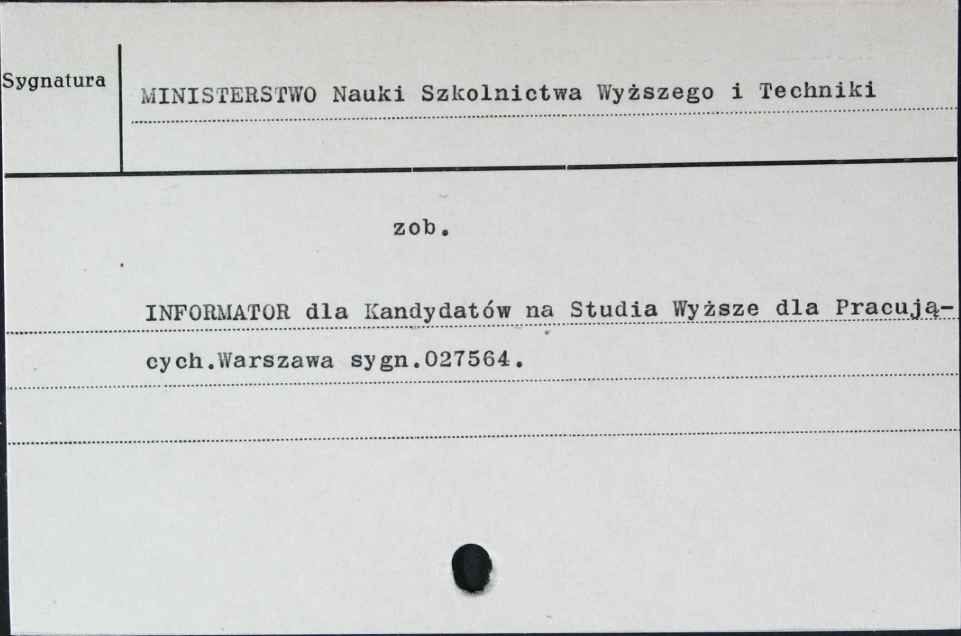 Sygnatura
MINISTERSTWO Nauki Szkolnictwa Wyższego i Techniki
zob.
INFORMATOR dla Kandydatów na Studia Wyższe dla Pracują-
cych.Warszawa sygn.027564.